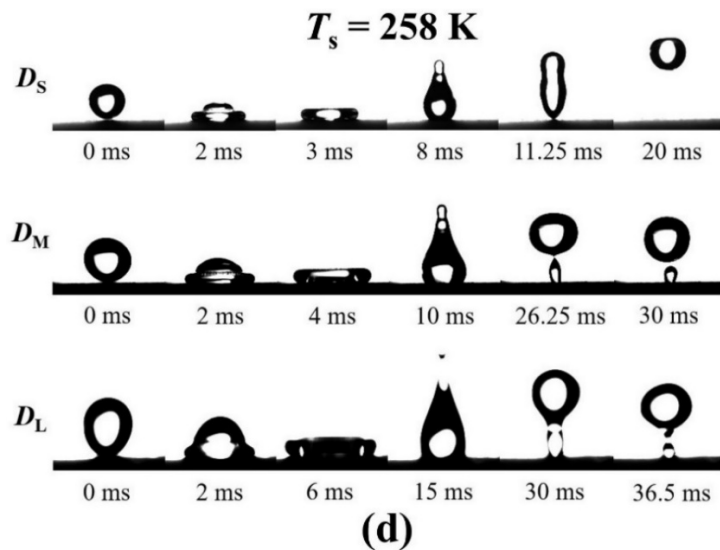 Tₛ = 258 K
D_S
0 ms 2 ms 3 ms 8 ms 11.25 ms 20 ms
D_M
0 ms 2 ms 4 ms 10 ms 26.25 ms 30 ms
D_L
0 ms 2 ms 6 ms 15 ms 30 ms 36.5 ms
(d)